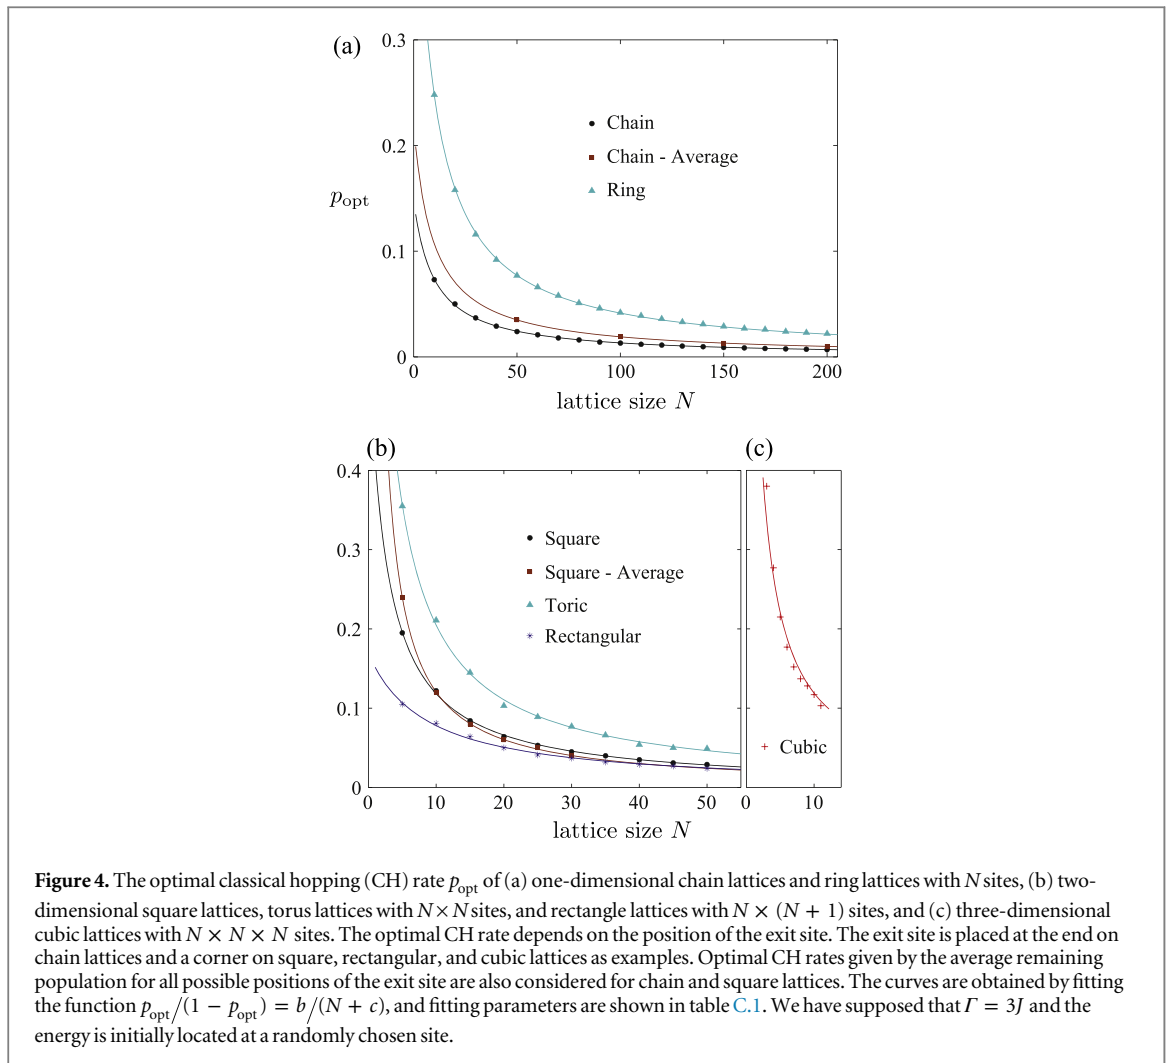 (a)
0.3
0.2
0.1
0
p_opt
Chain
Chain - Average
Ring
0 50 100 150 200
lattice size N
(b) (c)
0.4
0.3
0.2
0.1
0
Square
Square - Average
Toric
Rectangular
Cubic
0 10 20 30 40 50 0 10
lattice size N
Figure 4. The optimal classical hopping (CH) rate p_opt of (a) one-dimensional chain lattices and ring lattices with N sites, (b) two-
dimensional square lattices, torus lattices with N×N sites, and rectangle lattices with N × (N + 1) sites, and (c) three-dimensional
cubic lattices with N × N × N sites. The optimal CH rate depends on the position of the exit site. The exit site is placed at the end on
chain lattices and a corner on square, rectangular, and cubic lattices as examples. Optimal CH rates given by the average remaining
population for all possible positions of the exit site are also considered for chain and square lattices. The curves are obtained by fitting
the function p_opt/(1 − p_opt) = b/(N + c), and fitting parameters are shown in table C.1. We have supposed that Γ = 3J and the
energy is initially located at a randomly chosen site.